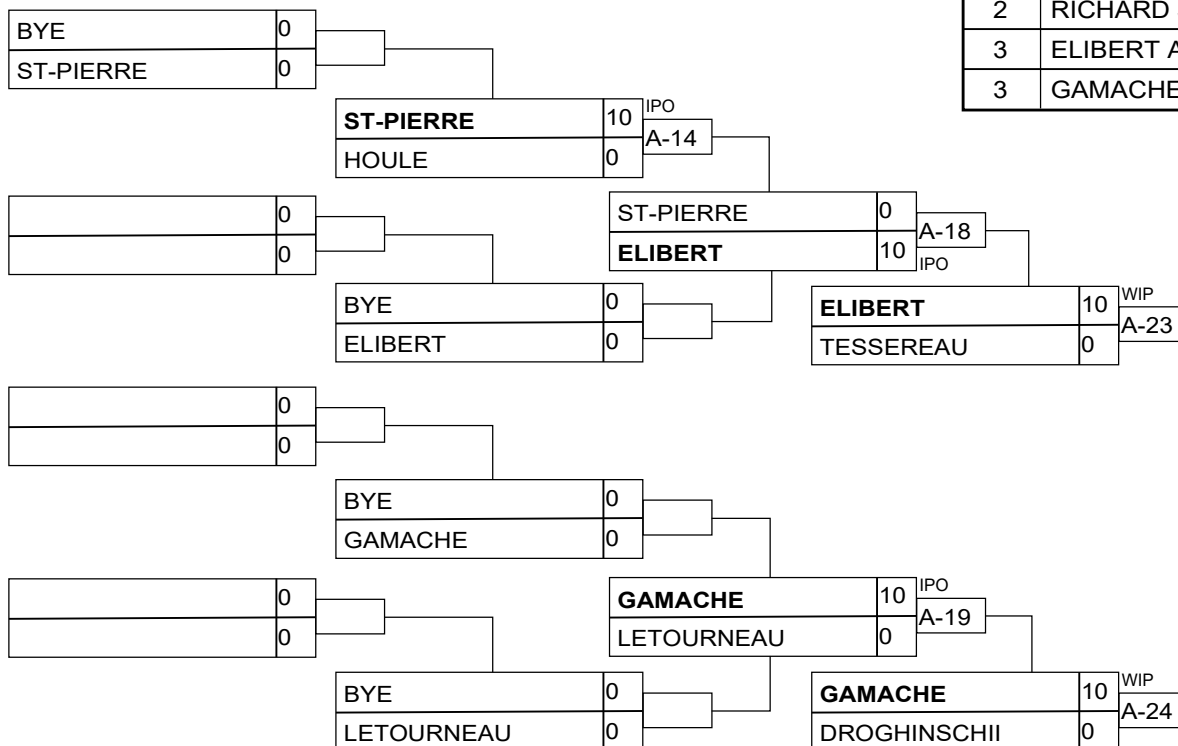 BYE 0
ST-PIERRE 0
2 RICHARD
3 ELIBERT A
3 GAMACHE
ST-PIERRE 10 IPO
A-14
HOULE 0
0
0
ST-PIERRE 0
A-18
ELIBERT 10 IPO
BYE 0
ELIBERT 0
ELIBERT 10 WIP
A-23
TESSEREAU 0
0
0
BYE 0
GAMACHE 0
0
0
GAMACHE 10 IPO
A-19
LETOURNEAU 0
BYE 0
LETOURNEAU 0
GAMACHE 10 WIP
A-24
DROGHINSCHII 0